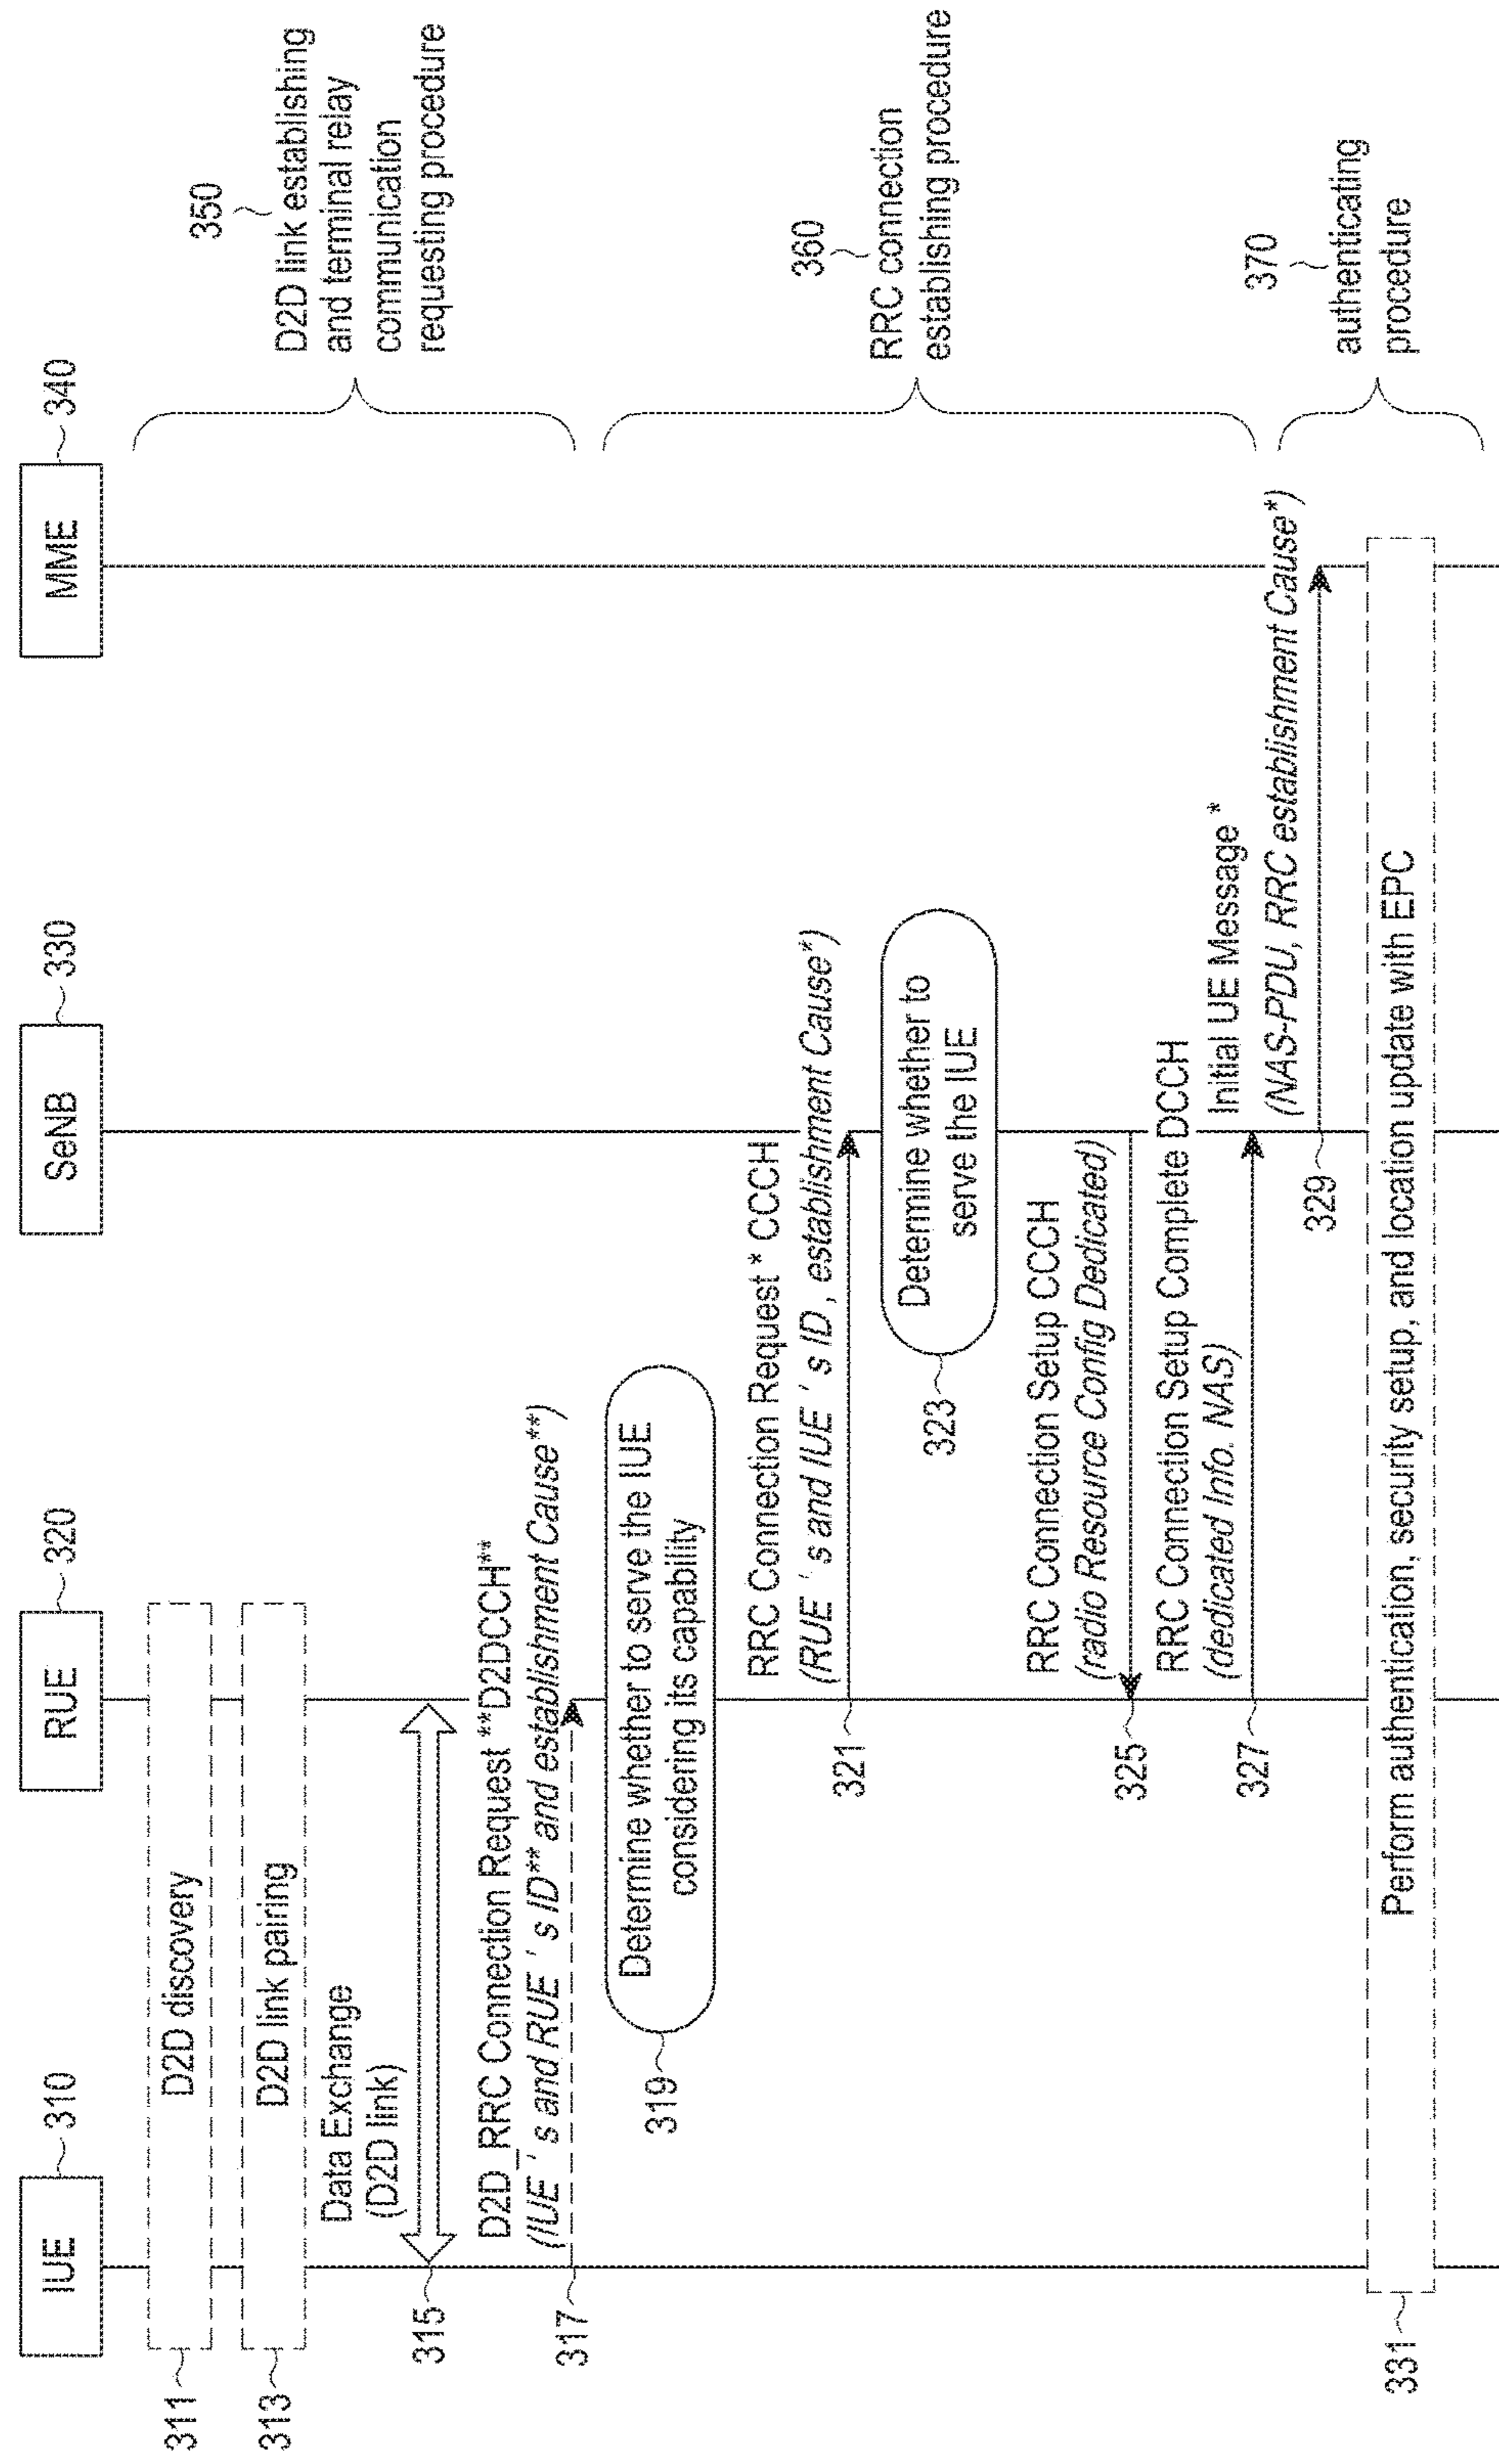 IUE
310
RUE
320
SeNB
330
MME
340
311
D2D discovery
313
D2D link pairing
Data Exchange
(D2D link)
315
D2D_RRC Connection Request **D2DCCH**
(IUE ' s and RUE ' s ID** and establishment Cause**)
317
350
D2D link establishing
and terminal relay
communication
requesting procedure
Determine whether to serve the IUE
considering its capability
319
RRC Connection Request * CCCH
(RUE ' s and IUE ' s ID, establishment Cause*)
321
Determine whether to
serve the IUE
323
RRC Connection Setup CCCH
(radio Resource Config Dedicated)
325
RRC Connection Setup Complete DCCH
(dedicated Info. NAS)
327
360
RRC connection
establishing procedure
Initial UE Message *
(NAS-PDU, RRC establishment Cause*)
329
Perform authentication, security setup, and location update with EPC
331
370
authenticating
procedure